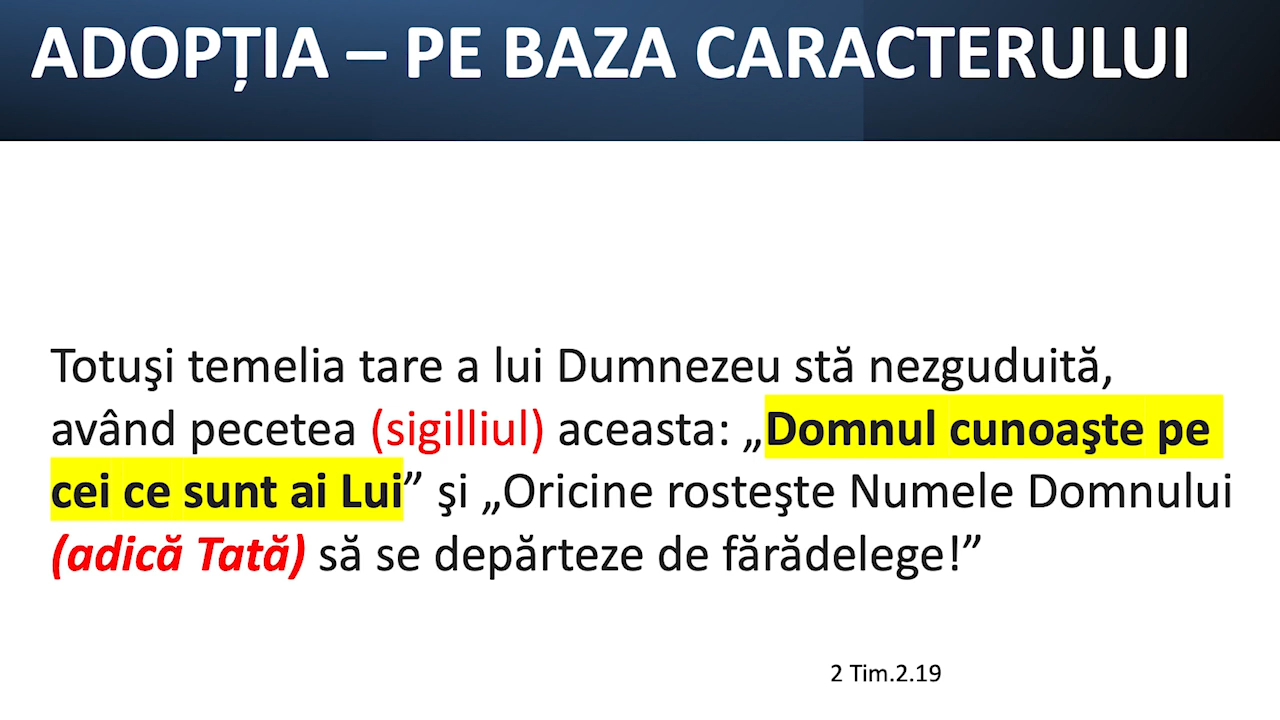 ADOPȚIA – PE BAZA CARACTERULUI
Totuşi temelia tare a lui Dumnezeu stă nezguduită,
având pecetea (sigilliul) aceasta: „Domnul cunoaşte pe
cei ce sunt ai Lui” şi „Oricine rosteşte Numele Domnului
(adică Tată) să se depărteze de fărădelege!”
2 Tim.2.19